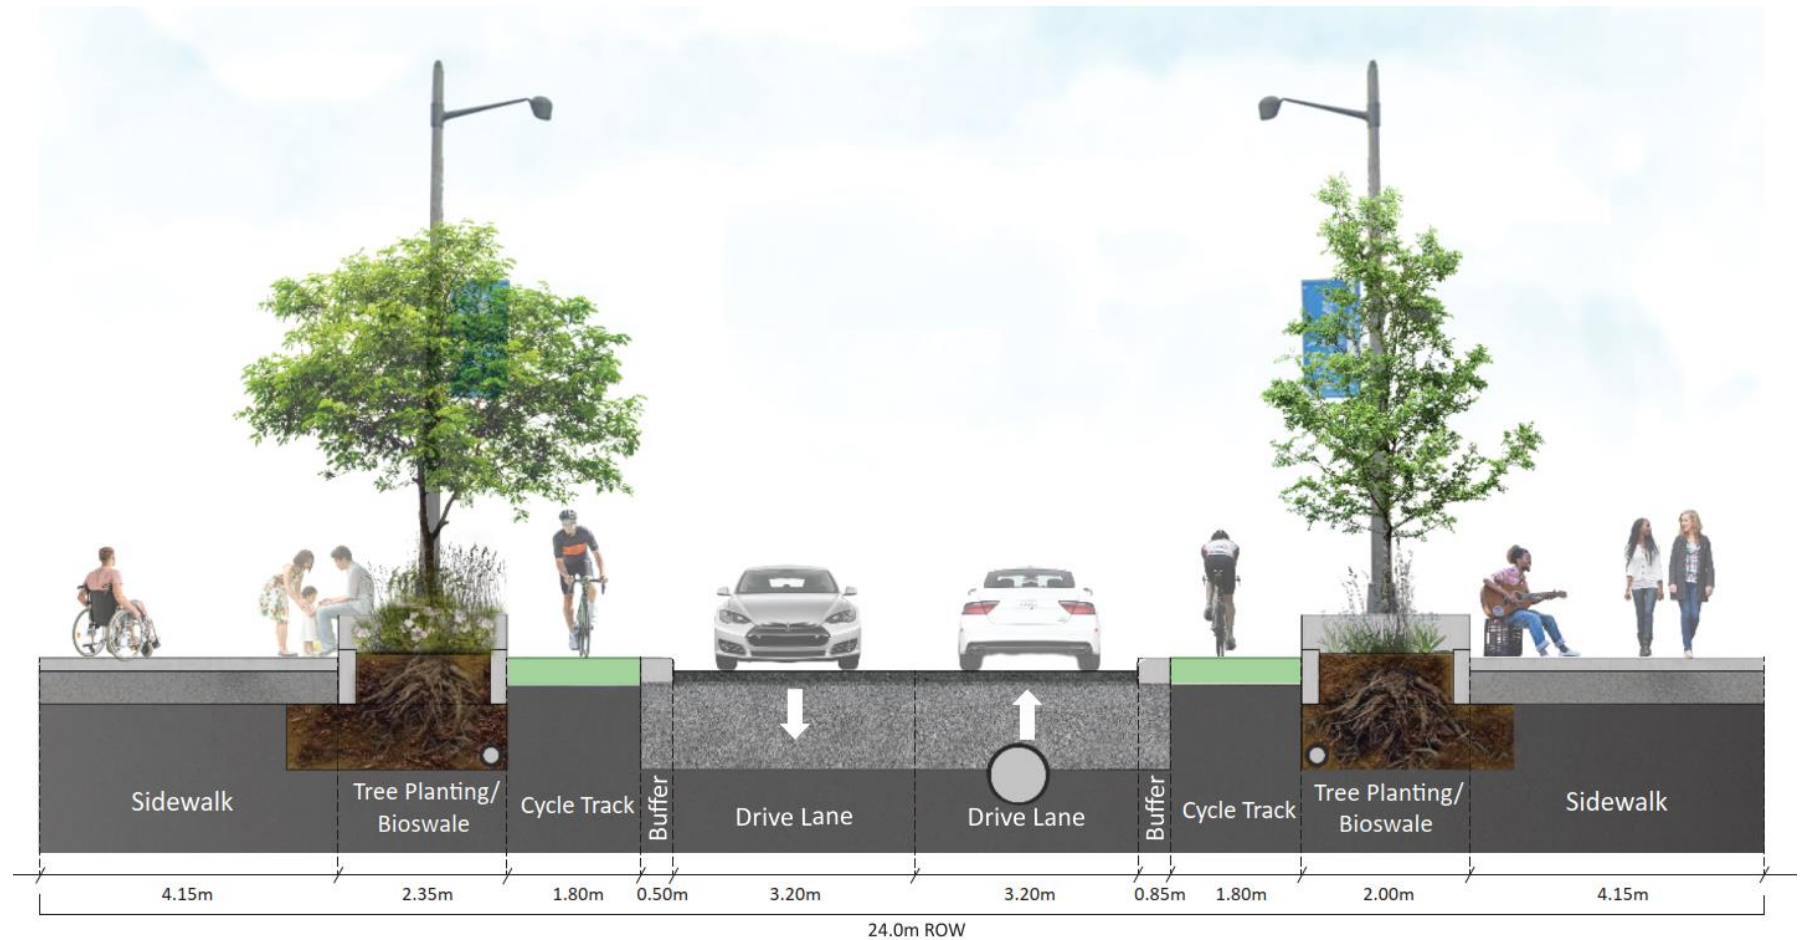 Sidewalk
Tree Planting/
Bioswale
Cycle Track
Buffer
Drive Lane
Drive Lane
Buffer
Cycle Track
Tree Planting/
Bioswale
Sidewalk
4.15m
2.35m
1.80m
0.50m
3.20m
3.20m
0.85m
1.80m
2.00m
4.15m
24.0m ROW